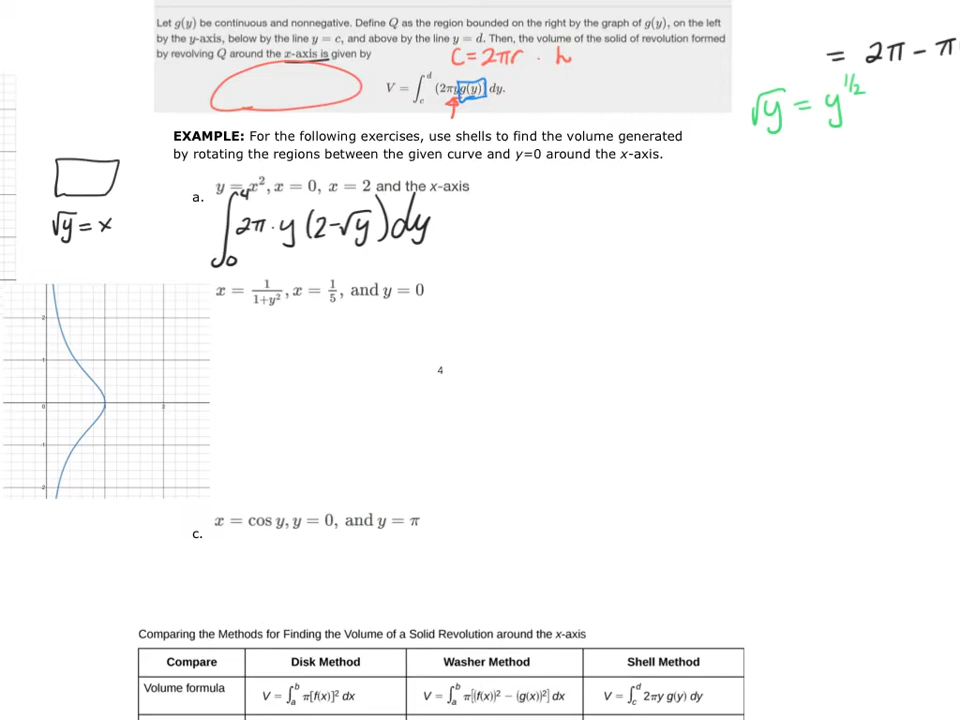 Let g(y) be continuous and nonnegative. Define Q as the region bounded on the right by the graph of g(y), on the left
by the y-axis, below by the line y = c, and above by the line y = d. Then, the volume of the solid of revolution formed
by revolving Q around the x-axis is given by
C = 2πr · h
V = ∫_c^d (2πy g(y)) dy.
= 2π − π
√y = y^{1/2}
EXAMPLE: For the following exercises, use shells to find the volume generated
by rotating the regions between the given curve and y=0 around the x-axis.
a. y = x², x = 0, x = 2 and the x-axis
√y = x
∫_0^4 2π · y (2-√y) dy
x = 1/(1+y²), x = 1/5, and y = 0
2
1
0
2
1
2
4
c. x = cos y, y = 0, and y = π
Comparing the Methods for Finding the Volume of a Solid Revolution around the x-axis
Compare Disk Method Washer Method Shell Method
Volume formula V = ∫_a^b π[f(x)]² dx V = ∫_a^b π[(f(x))² − (g(x))²] dx V = ∫_c^d 2πy g(y) dy